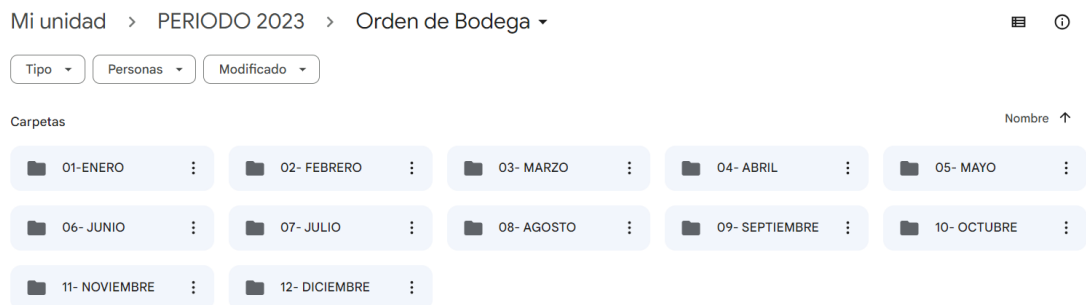 Mi unidad > PERIODO 2023 > Orden de Bodega
Tipo Personas Modificado
Carpetas Nombre
01-ENERO 02- FEBRERO 03- MARZO 04- ABRIL 05- MAYO
06- JUNIO 07- JULIO 08- AGOSTO 09- SEPTIEMBRE 10- OCTUBRE
11- NOVIEMBRE 12- DICIEMBRE